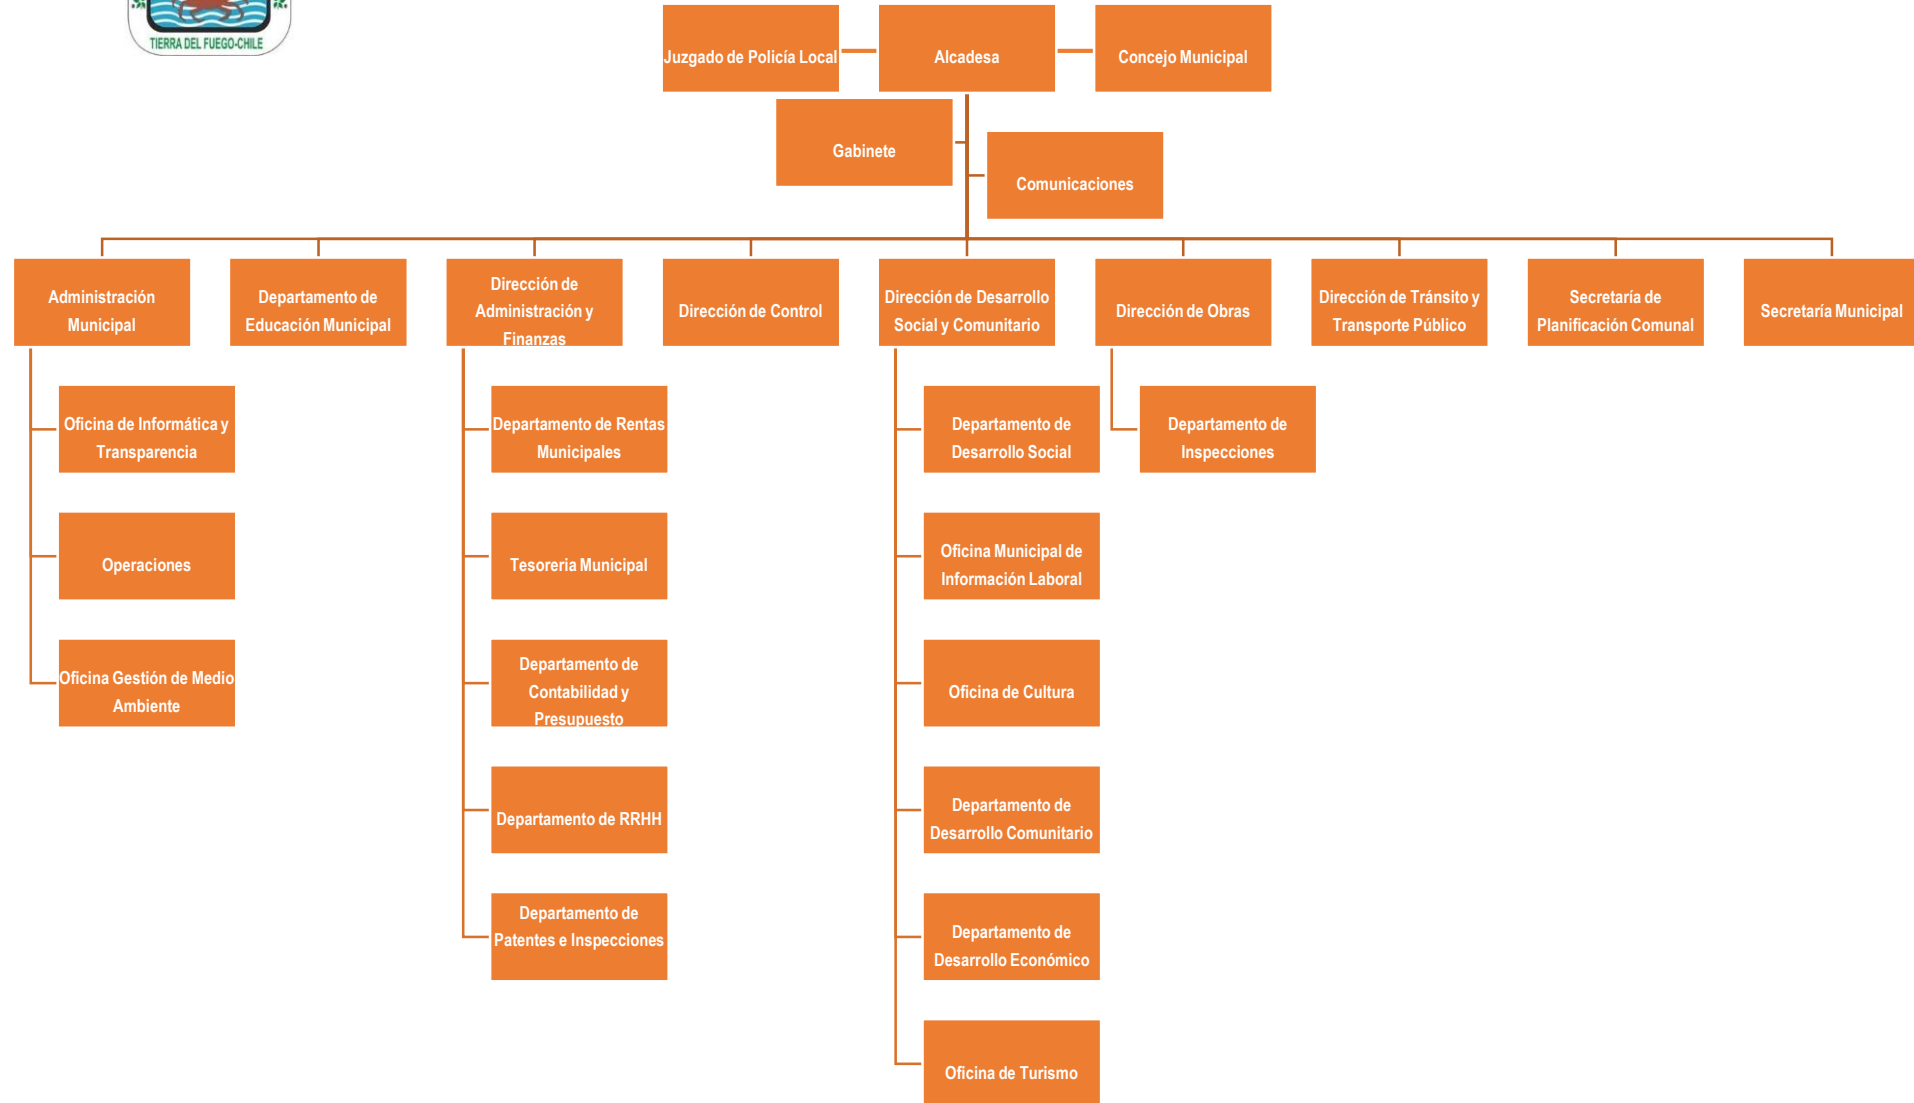 TIERRA DEL FUEGO-CHILE
Juzgado de Policía Local
Alcadesa
Concejo Municipal
Gabinete
Comunicaciones
Administración
Municipal
Departamento de
Educación Municipal
Dirección de
Administración y
Finanzas
Dirección de Control
Dirección de Desarrollo
Social y Comunitario
Dirección de Obras
Dirección de Tránsito y
Transporte Público
Secretaría de
Planificación Comunal
Secretaría Municipal
Oficina de Informática y
Transparencia
Operaciones
Oficina Gestión de Medio
Ambiente
Departamento de Rentas
Municipales
Tesoreria Municipal
Departamento de
Contabilidad y
Presupuesto
Departamento de RRHH
Departamento de
Patentes e Inspecciones
Departamento de
Desarrollo Social
Oficina Municipal de
Información Laboral
Oficina de Cultura
Departamento de
Desarrollo Comunitario
Departamento de
Desarrollo Económico
Oficina de Turismo
Departamento de
Inspecciones